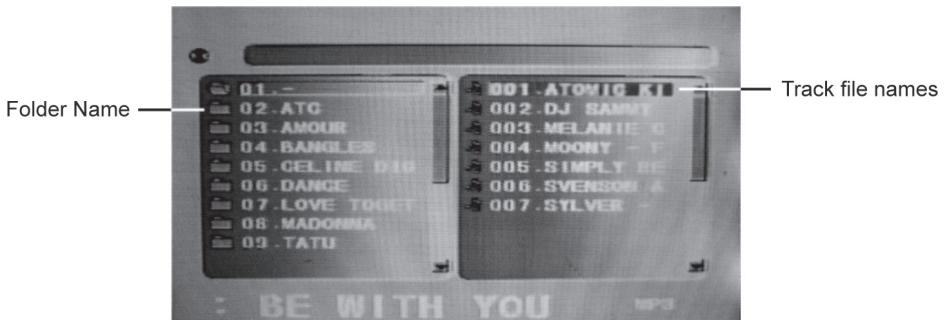 Folder Name
Track file names
01.-
02.ATC
03.AMOUR
04.BANGLES
05.CELINE DIO
06.DANCE
07.LOVE TOGET
08.MADONNA
09.TATU
001.ATOMIC KI
002.DJ SAMMY
003.MELANIE C
004.MOONY - F
005.SIMPLY RE
006.SVENSON A
007.SYLVER -
: BE WITH YOU
MP3